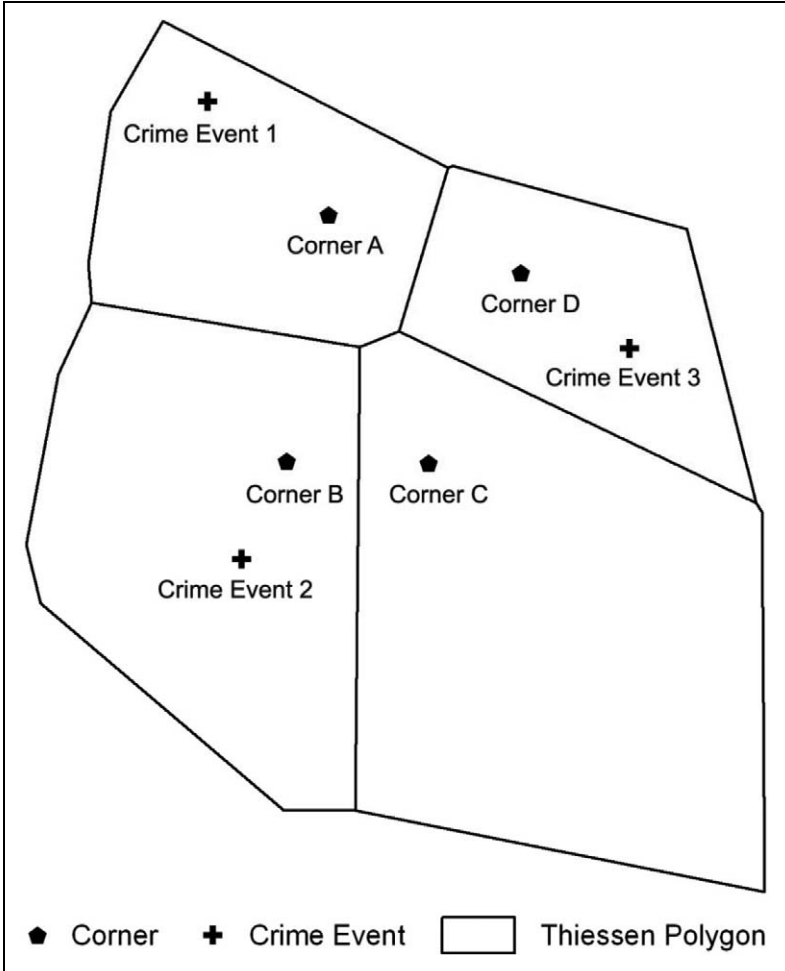 Crime Event 1
Corner A
Corner D
Crime Event 3
Corner B
Corner C
Crime Event 2
Corner
Crime Event
Thiessen Polygon